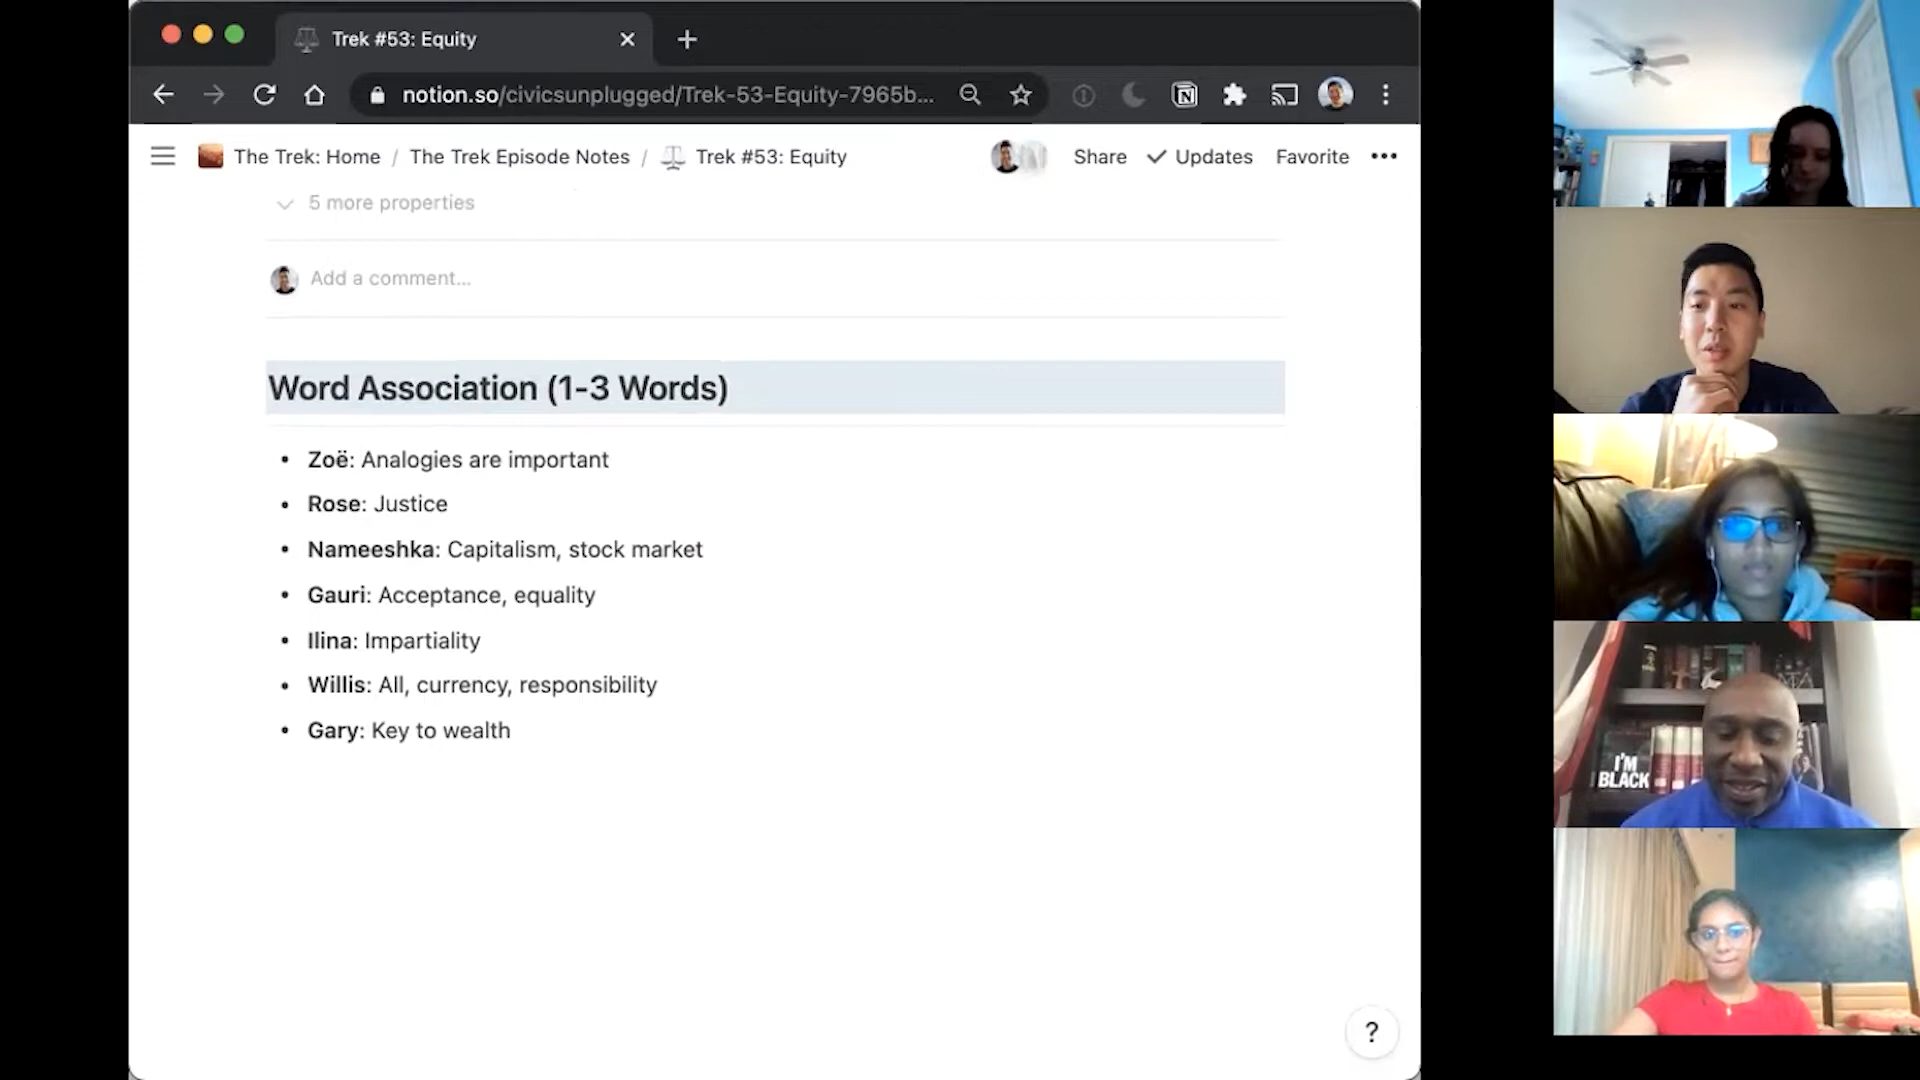 Trek #53: Equity
notion.so/civicsunplugged/Trek-53-Equity-7965b...
The Trek: Home / The Trek Episode Notes / Trek #53: Equity
Share Updates Favorite
5 more properties
Add a comment...
Word Association (1-3 Words)
• Zoë: Analogies are important
• Rose: Justice
• Nameeshka: Capitalism, stock market
• Gauri: Acceptance, equality
• Ilina: Impartiality
• Willis: All, currency, responsibility
• Gary: Key to wealth
?
I'M
BLACK